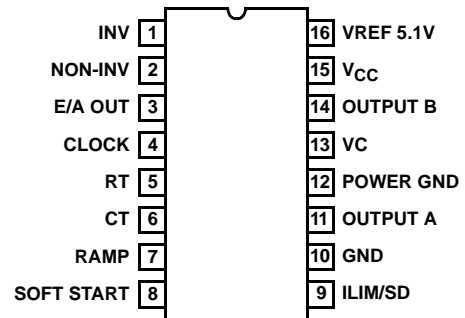 INV 1 16 VREF 5.1V
NON-INV 2 15 VCC
E/A OUT 3 14 OUTPUT B
CLOCK 4 13 VC
RT 5 12 POWER GND
CT 6 11 OUTPUT A
RAMP 7 10 GND
SOFT START 8 9 ILIM/SD